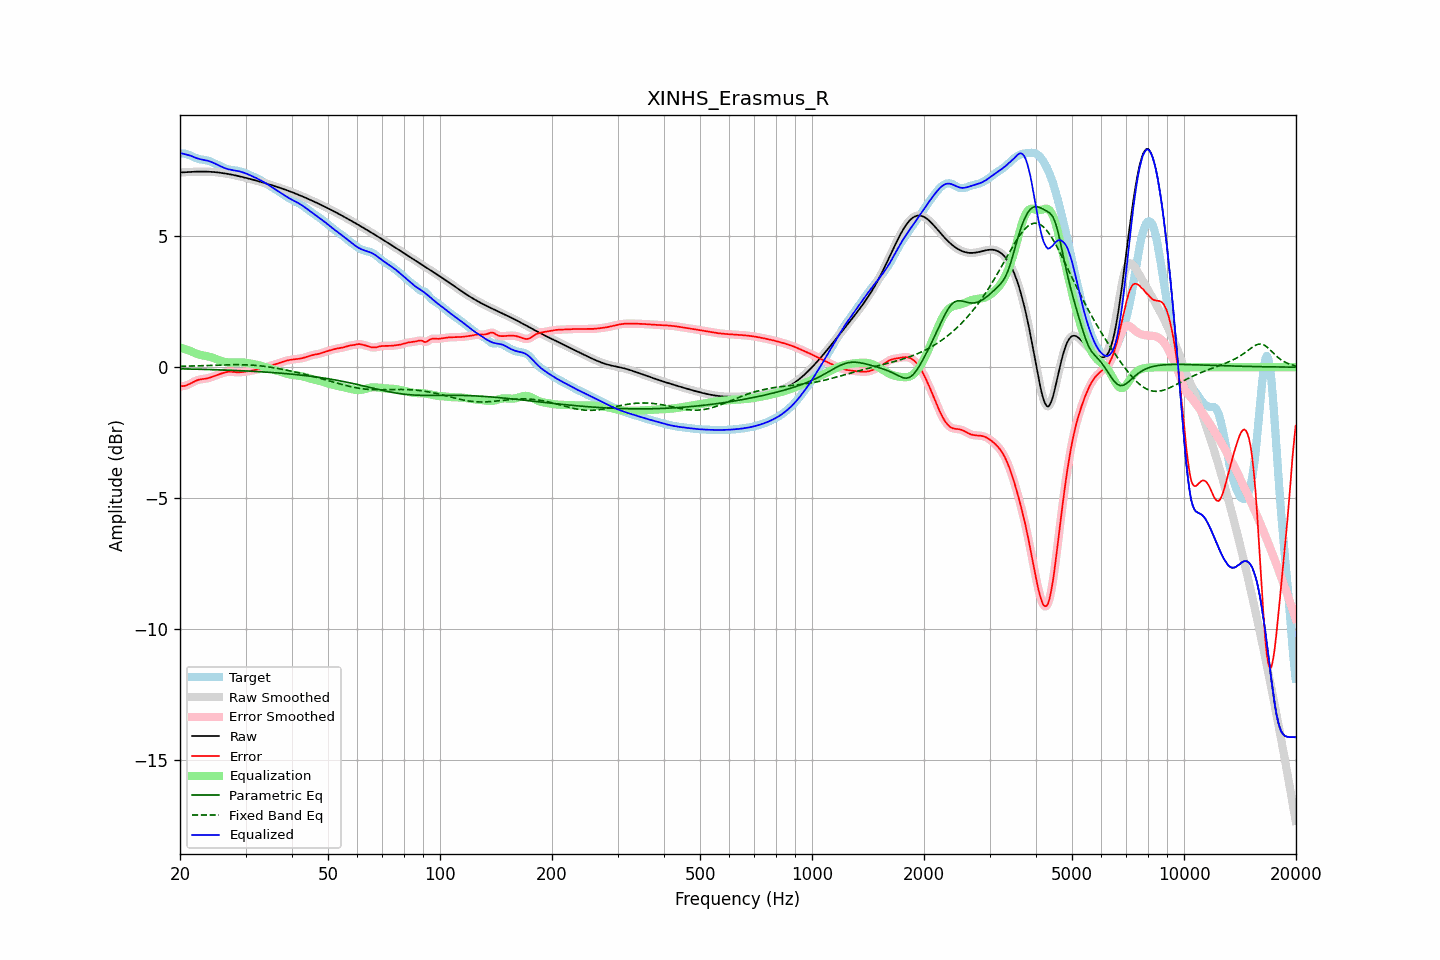 XINHS_Erasmus_R
5
0
−5
−10
−15
Amplitude (dBr)
Target
Raw Smoothed
Error Smoothed
Raw
Error
Equalization
Parametric Eq
Fixed Band Eq
Equalized
20 50 100 200 500 1000 2000 5000 10000 20000
Frequency (Hz)